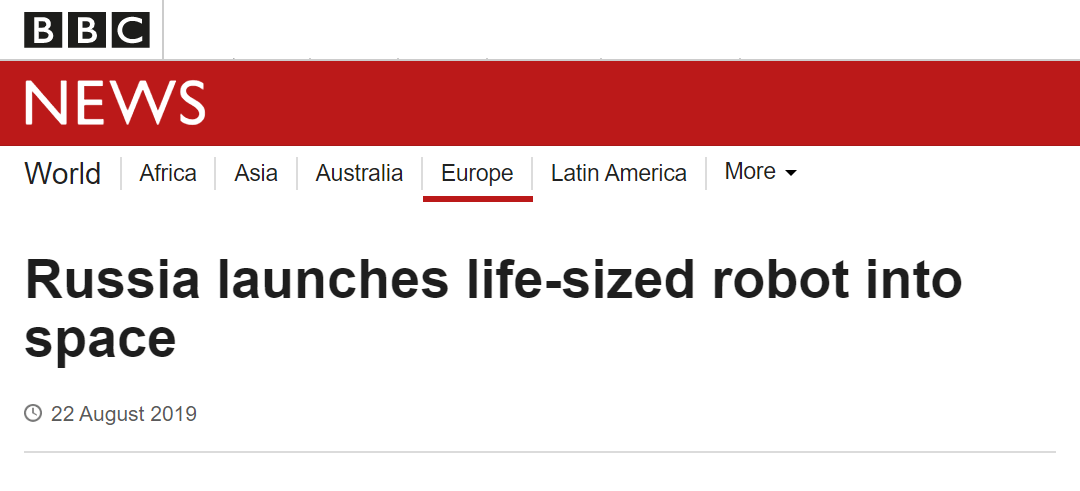 BBC
NEWS
World Africa Asia Australia Europe Latin America More
Russia launches life-sized robot into
space
22 August 2019